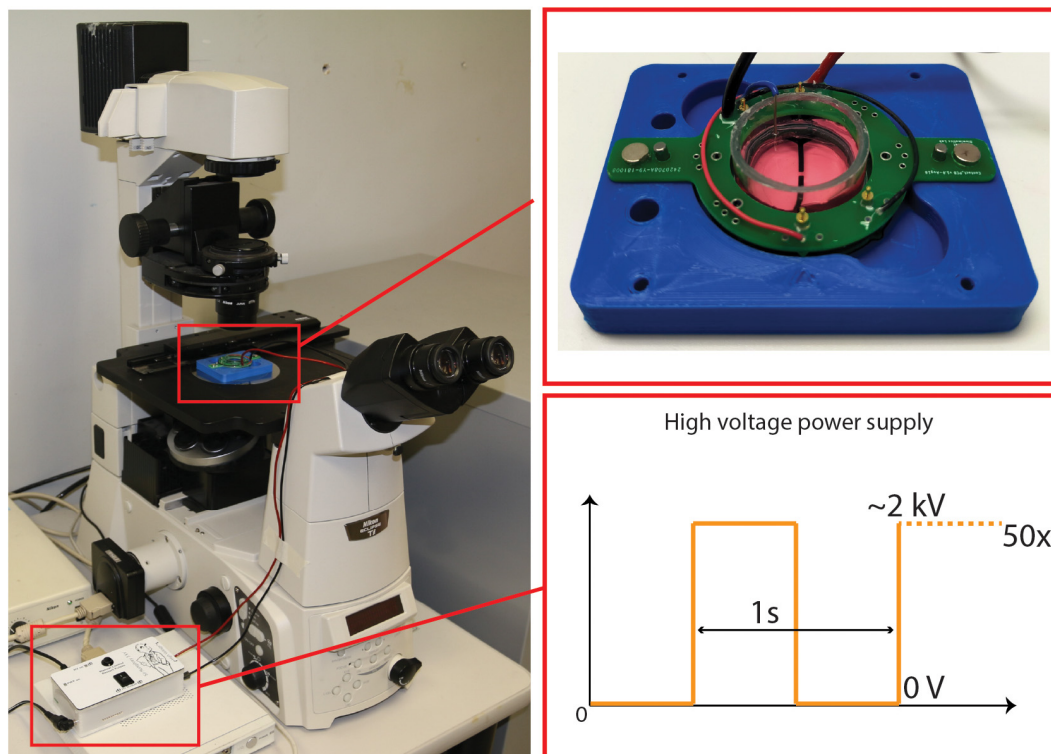 Nikon
ECLIPSE
Ti
High voltage power supply
~2 kV
50x
1s
0 V
0